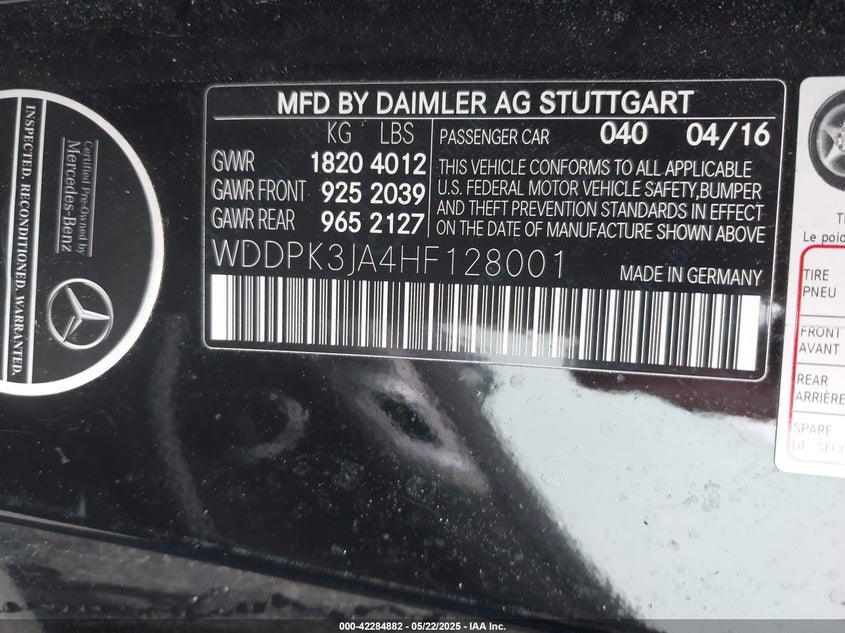 INSPECTED. RECONDITIONED. WARRANTED.
Certified Pre-Owned by
Mercedes-Benz
MFD BY DAIMLER AG STUTTGART
KG LBS
GVWR 1820 4012
GAWR FRONT 925 2039
GAWR REAR 965 2127
PASSENGER CAR 040 04/16
THIS VEHICLE CONFORMS TO ALL APPLICABLE
U.S. FEDERAL MOTOR VEHICLE SAFETY,BUMPER
AND THEFT PREVENTION STANDARDS IN EFFECT
ON THE DATE OF MANUFACTURE SHOWN ABOVE
WDDPK3JA4HF128001
MADE IN GERMANY
Le
TIRE
PNEU
FRONT
AVANT
REAR
ARRIÈRE
SPARE
DE
000-42284882 - 05/22/2025 - IAA Inc.